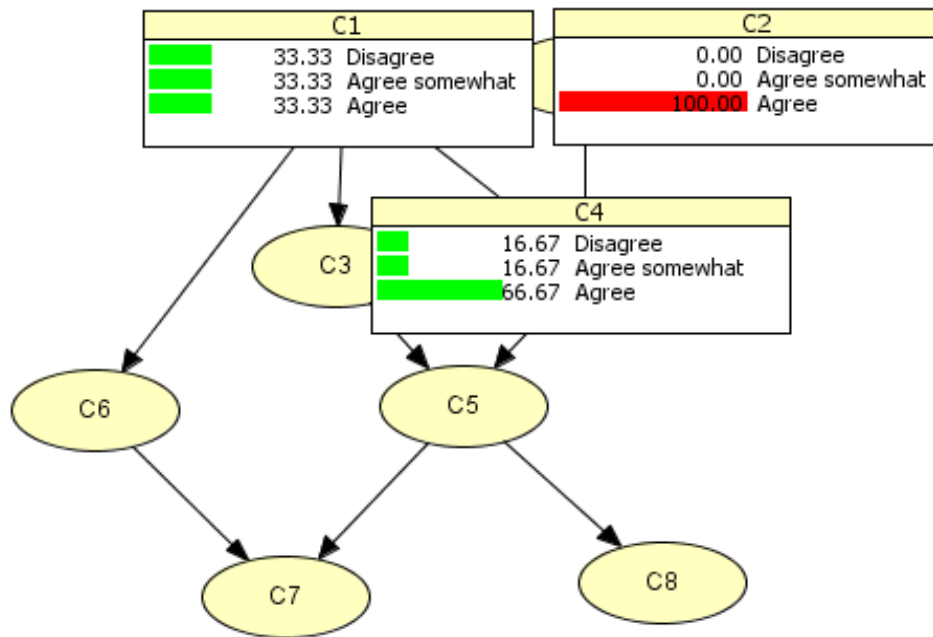 C1
33.33 Disagree
33.33 Agree somewhat
33.33 Agree
C2
0.00 Disagree
0.00 Agree somewhat
100.00 Agree
C4
16.67 Disagree
16.67 Agree somewhat
66.67 Agree
C3
C6
C5
C7
C8